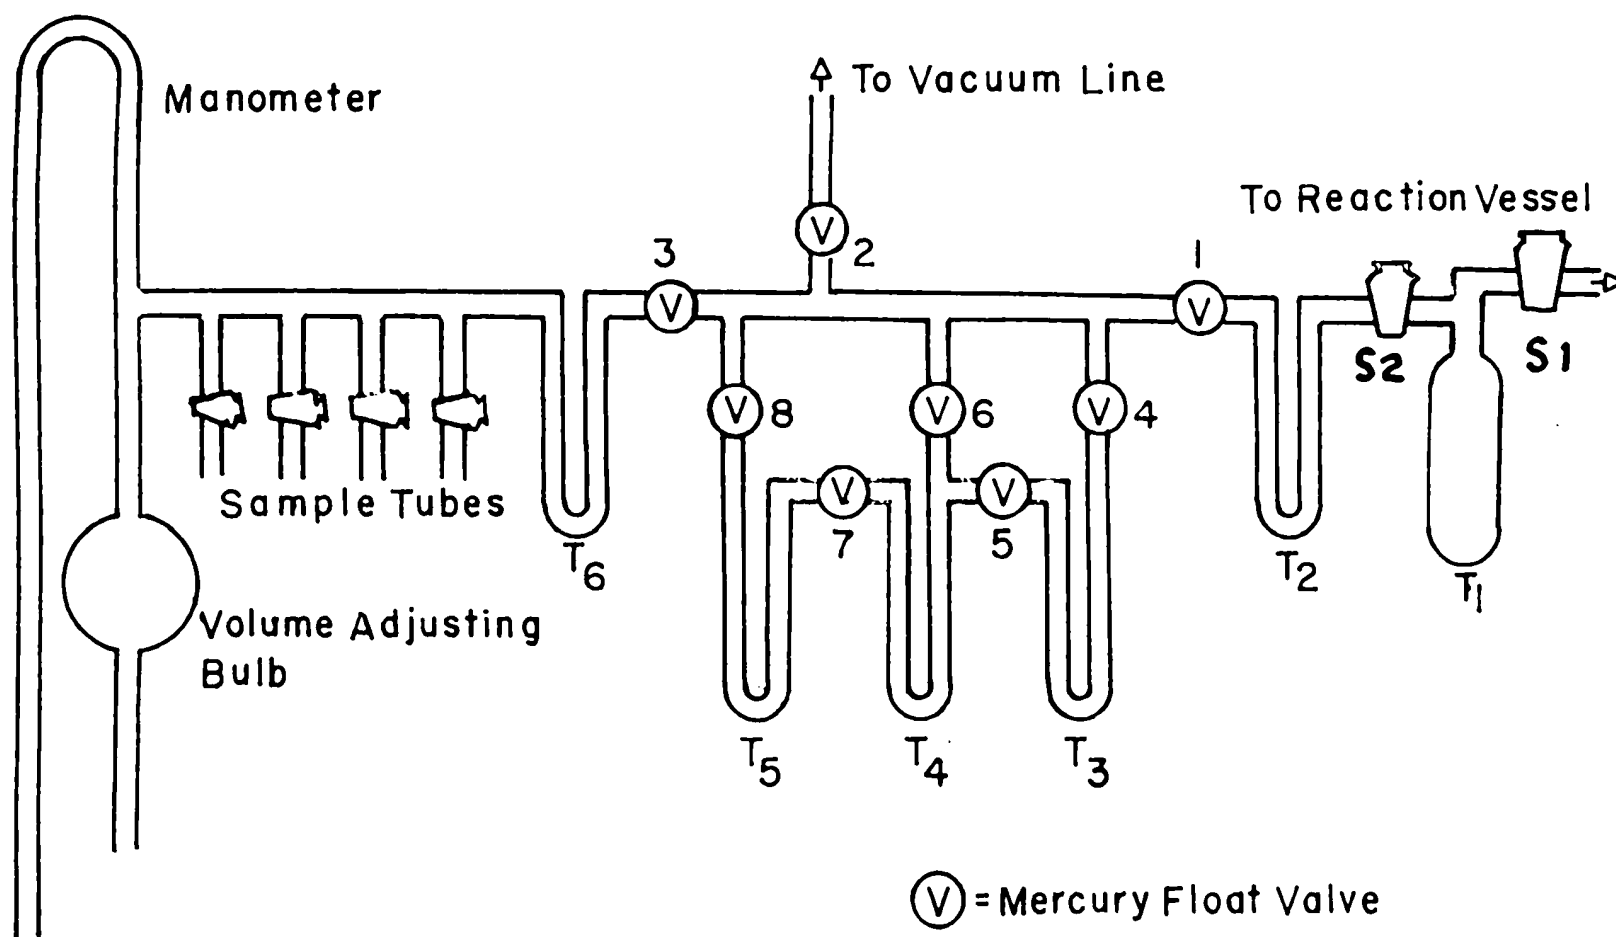 Manometer
To Vacuum Line
To Reaction Vessel
3
V
V
2
1
V
S2
S1
V
8
V
6
V
4
Sample Tubes
V
7
V
5
T6
T2
T1
Volume Adjusting
Bulb
T5
T4
T3
V = Mercury Float Valve